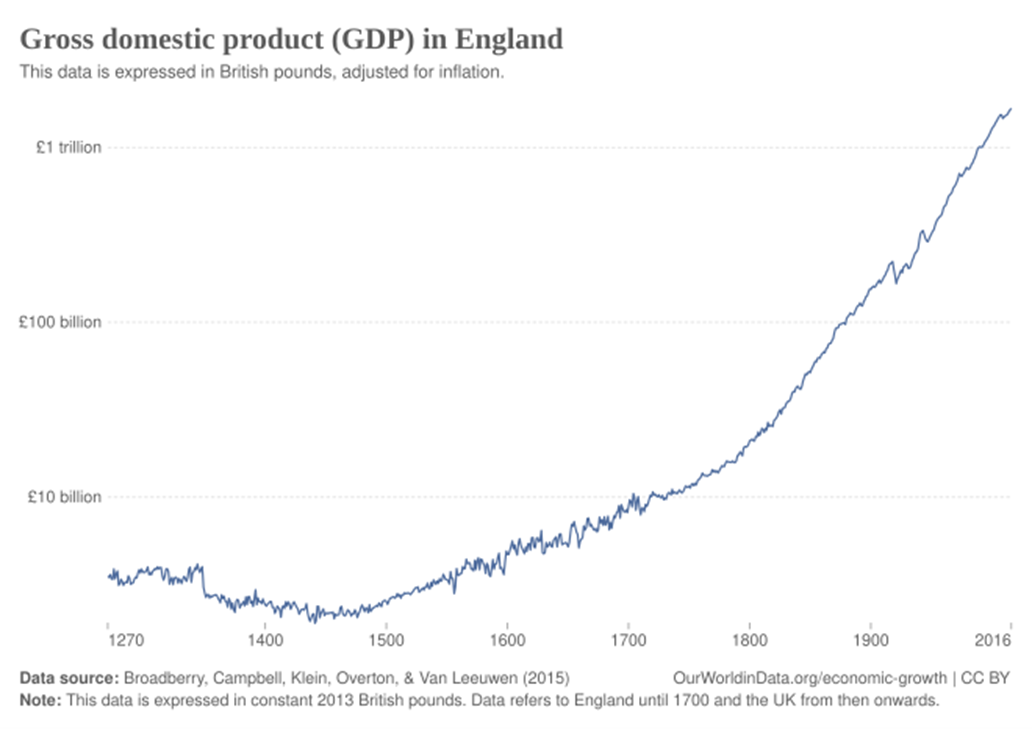 Gross domestic product (GDP) in England
This data is expressed in British pounds, adjusted for inflation.
£1 trillion
£100 billion
£10 billion
1270 1400 1500 1600 1700 1800 1900 2016
Data source: Broadberry, Campbell, Klein, Overton, & Van Leeuwen (2015) OurWorldinData.org/economic-growth | CC BY
Note: This data is expressed in constant 2013 British pounds. Data refers to England until 1700 and the UK from then onwards.